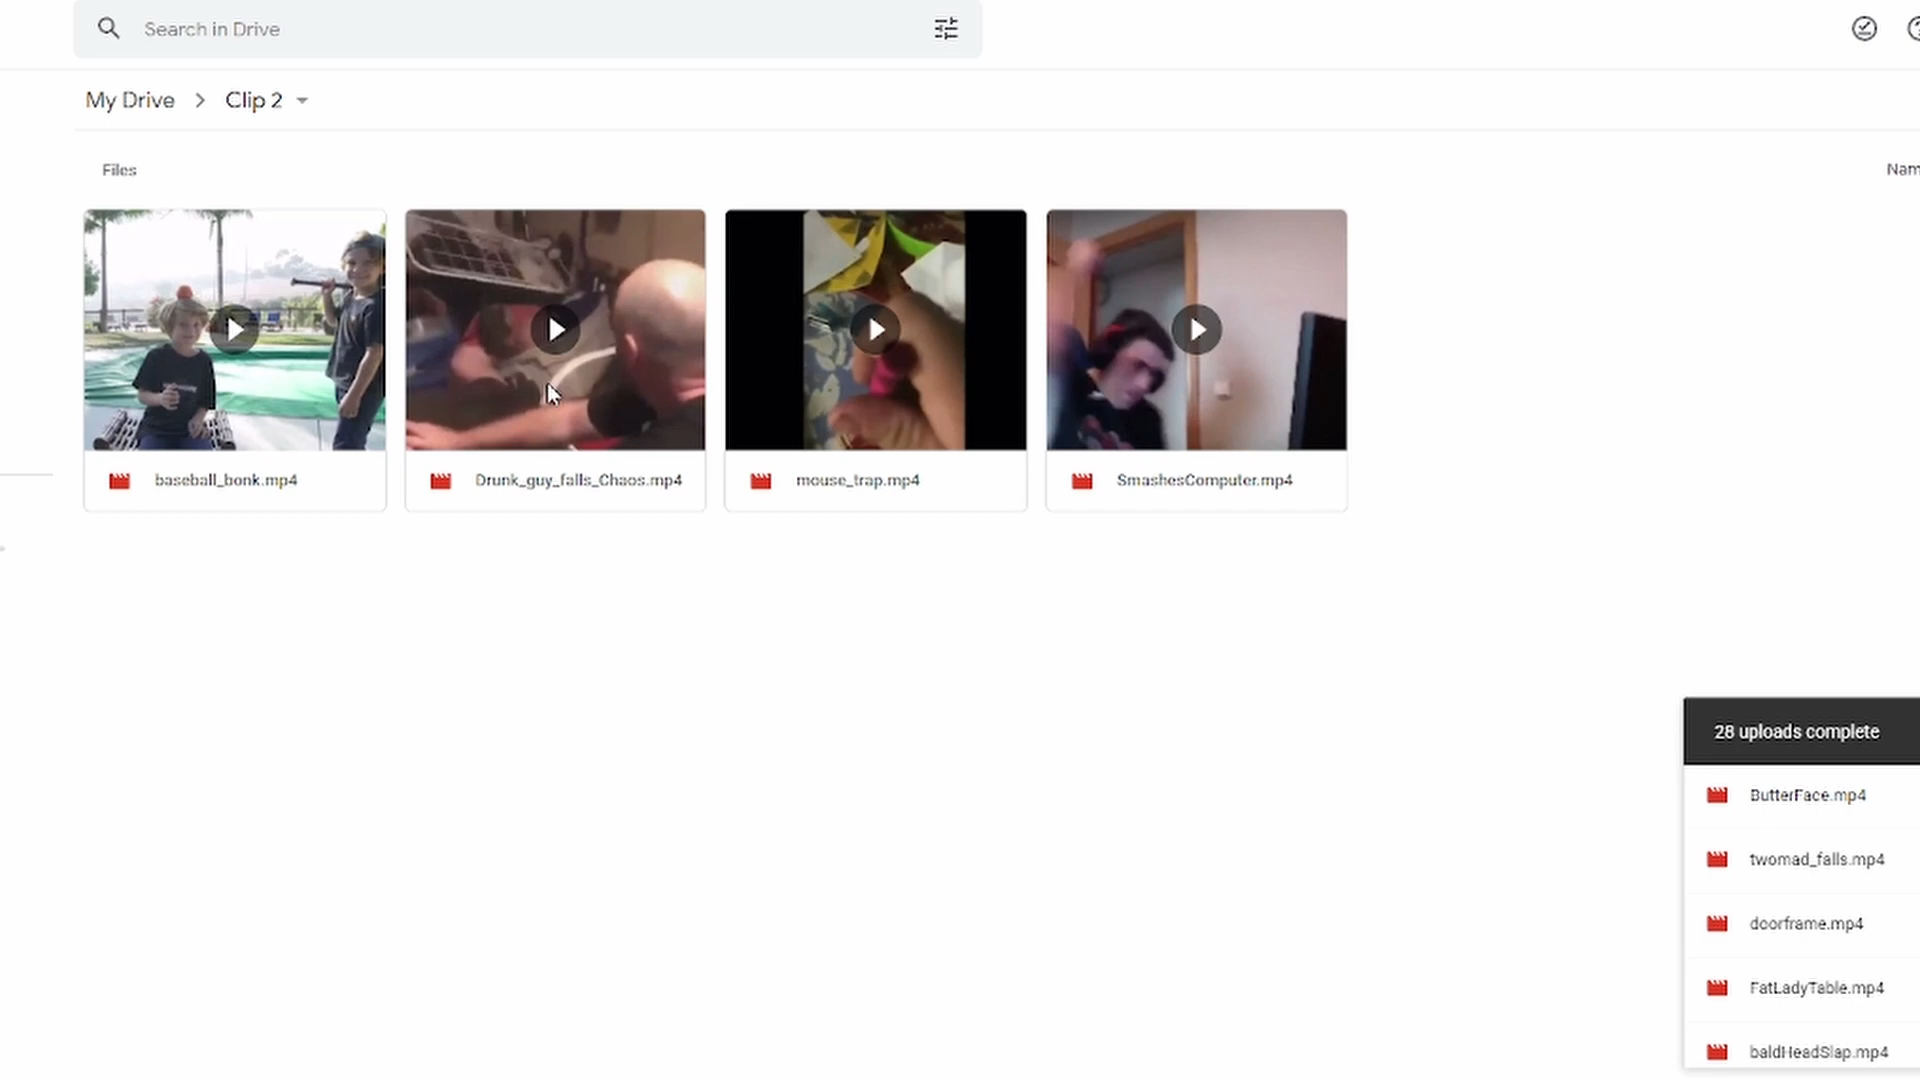 Search in Drive
My Drive > Clip 2
Files
Nam
baseball_bonk.mp4
Drunk_guy_falls_Chaos.mp4
mouse_trap.mp4
SmashesComputer.mp4
28 uploads complete
ButterFace.mp4
twomad_falls.mp4
doorframe.mp4
FatLadyTable.mp4
baldHeadSlap.mp4